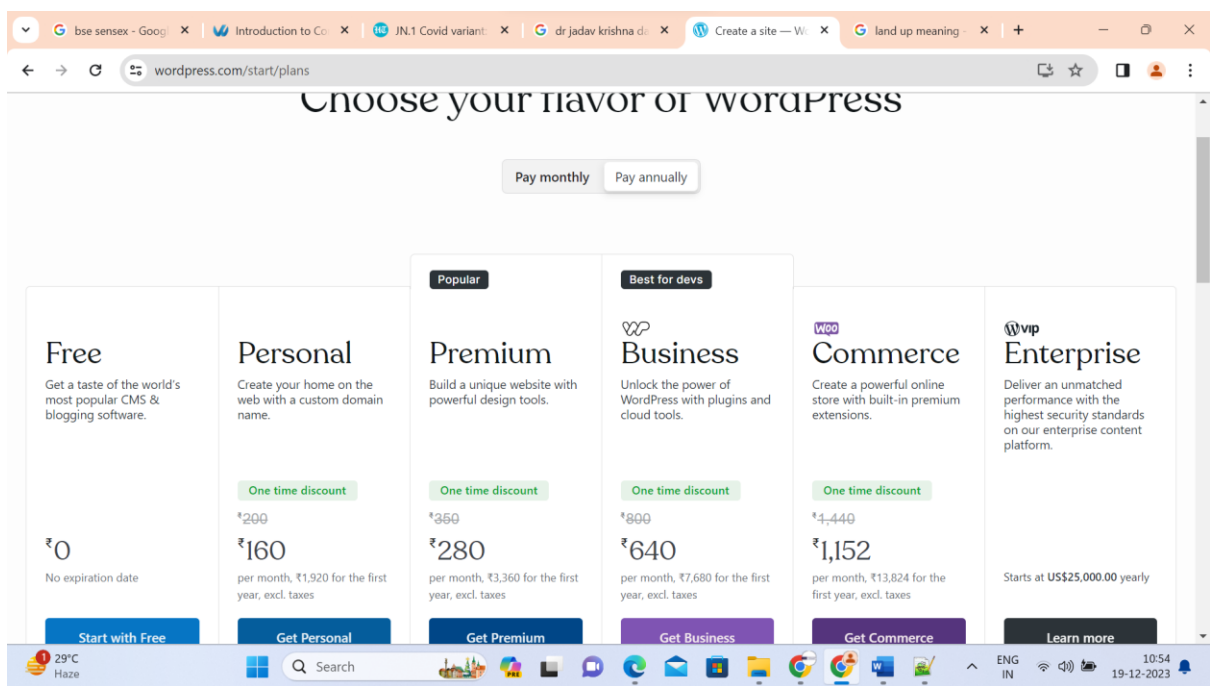 bse sensex - Goog
Introduction to Co
JN.1 Covid variant:
dr jadav krishna da
Create a site — Wo
land up meaning -
wordpress.com/start/plans
Choose your flavor of WordPress
Pay monthly
Pay annually
Popular
Best for devs
Free
Get a taste of the world's
most popular CMS &
blogging software.
₹0
No expiration date
Start with Free
Personal
Create your home on the
web with a custom domain
name.
One time discount
₹200
₹160
per month, ₹1,920 for the first
year, excl. taxes
Get Personal
Premium
Build a unique website with
powerful design tools.
One time discount
₹350
₹280
per month, ₹3,360 for the first
year, excl. taxes
Get Premium
Business
Unlock the power of
WordPress with plugins and
cloud tools.
One time discount
₹800
₹640
per month, ₹7,680 for the first
year, excl. taxes
Get Business
Woo
Commerce
Create a powerful online
store with built-in premium
extensions.
One time discount
₹1,440
₹1,152
per month, ₹13,824 for the
first year, excl. taxes
Get Commerce
VIP
Enterprise
Deliver an unmatched
performance with the
highest security standards
on our enterprise content
platform.
Starts at US$25,000.00 yearly
Learn more
1
29°C
Haze
Search
PRE
ENG
IN
10:54
19-12-2023